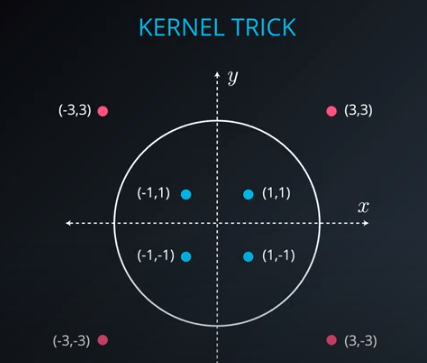 KERNEL TRICK
y
(-3,3)
(3,3)
(-1,1)
(1,1)
x
(-1,-1)
(1,-1)
(-3,-3)
(3,-3)